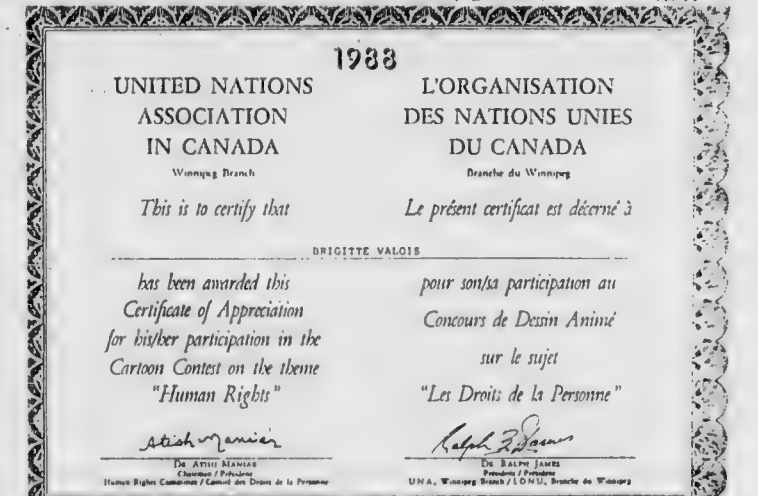 1988
UNITED NATIONS
ASSOCIATION
IN CANADA
Winnipeg Branch
This is to certify that
L'ORGANISATION
DES NATIONS UNIES
DU CANADA
Branche du Winnipeg
Le présent certificat est décerné à
BRIGITTE VALOIS
has been awarded this
Certificate of Appreciation
for his/her participation in the
Cartoon Contest on the theme
"Human Rights"
pour son/sa participation au
Concours de Dessin Animé
sur le sujet
"Les Droits de la Personne"
Atish Maniar
DR ATISH MANIAR
Chairman / Président
Human Rights Committee / Comité des Droits de la Personne
Ralph James
DR RALPH JAMES
President / Président
U N A, Winnipeg Branch / L'O N U, Branche du Winnipeg